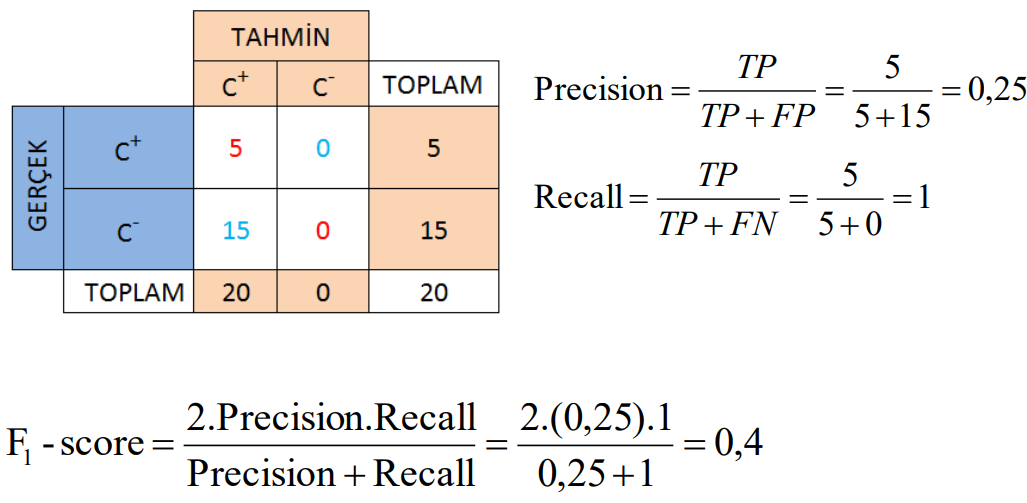 TAHMİN
C⁺ C⁻ TOPLAM
GERÇEK
C⁺ 5 0 5
C⁻ 15 0 15
TOPLAM 20 0 20
Precision = TP / (TP + FP) = 5 / (5 + 15) = 0,25
Recall = TP / (TP + FN) = 5 / (5 + 0) = 1
F₁ - score = 2.Precision.Recall / (Precision + Recall) = 2.(0,25).1 / (0,25 + 1) = 0,4